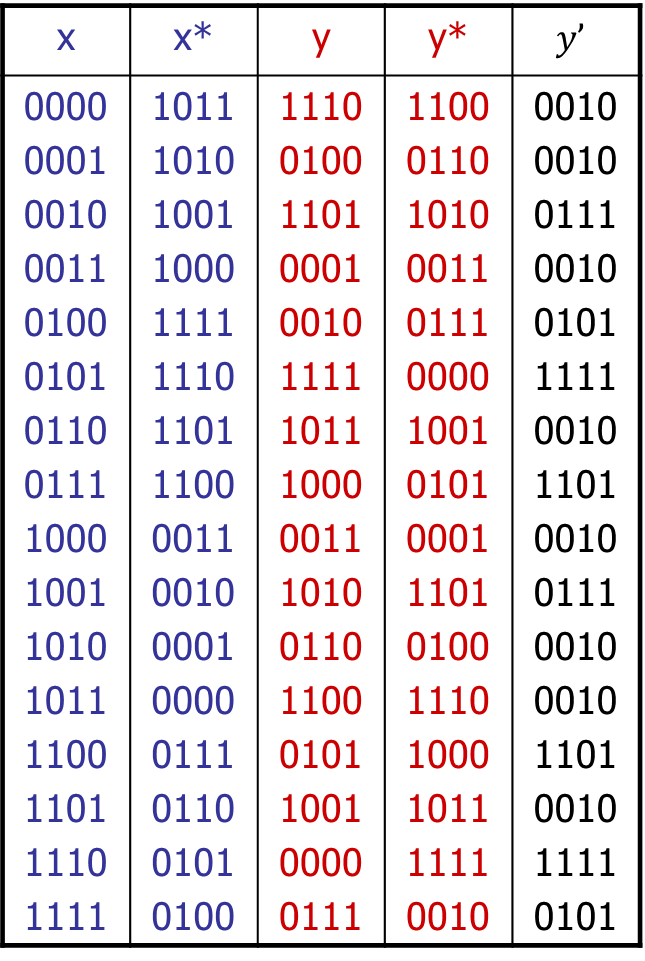 x x* y y* y’
0000 1011 1110 1100 0010
0001 1010 0100 0110 0010
0010 1001 1101 1010 0111
0011 1000 0001 0011 0010
0100 1111 0010 0111 0101
0101 1110 1111 0000 1111
0110 1101 1011 1001 0010
0111 1100 1000 0101 1101
1000 0011 0011 0001 0010
1001 0010 1010 1101 0111
1010 0001 0110 0100 0010
1011 0000 1100 1110 0010
1100 0111 0101 1000 1101
1101 0110 1001 1011 0010
1110 0101 0000 1111 1111
1111 0100 0111 0010 0101